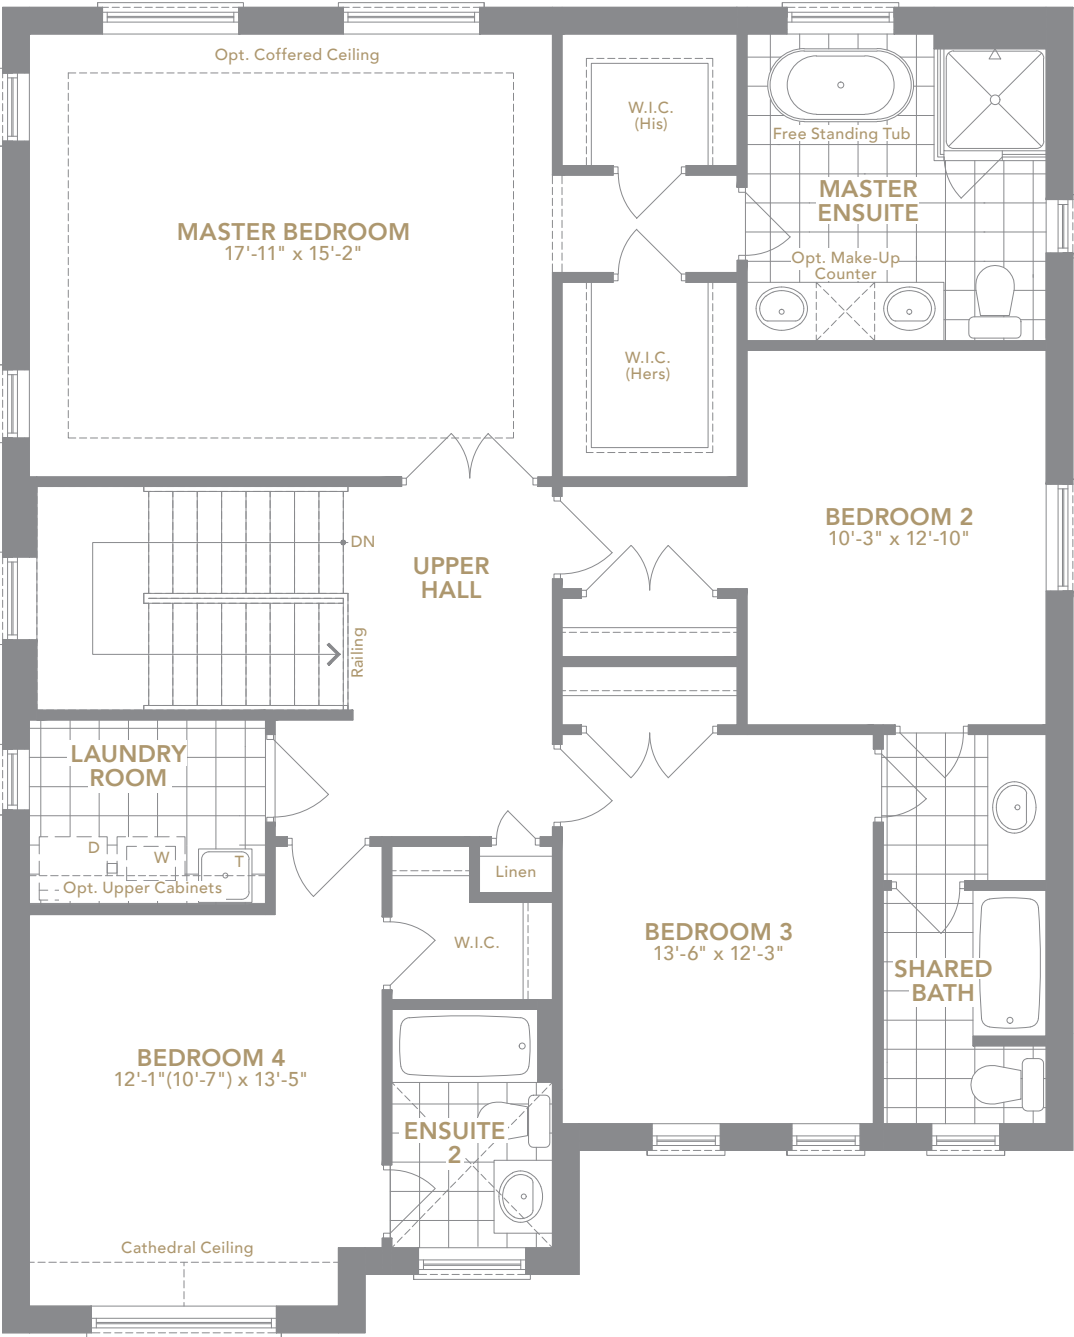 Opt. Coffered Ceiling
W.I.C.
(His)
Free Standing Tub
MASTER
ENSUITE
MASTER BEDROOM
17'-11" x 15'-2"
Opt. Make-Up
Counter
W.I.C.
(Hers)
BEDROOM 2
10'-3" x 12'-10"
DN
UPPER
HALL
Railing
LAUNDRY
ROOM
D
W
T
Opt. Upper Cabinets
Linen
W.I.C.
BEDROOM 3
13'-6" x 12'-3"
SHARED
BATH
BEDROOM 4
12'-1"(10'-7") x 13'-5"
ENSUITE
2
Cathedral Ceiling